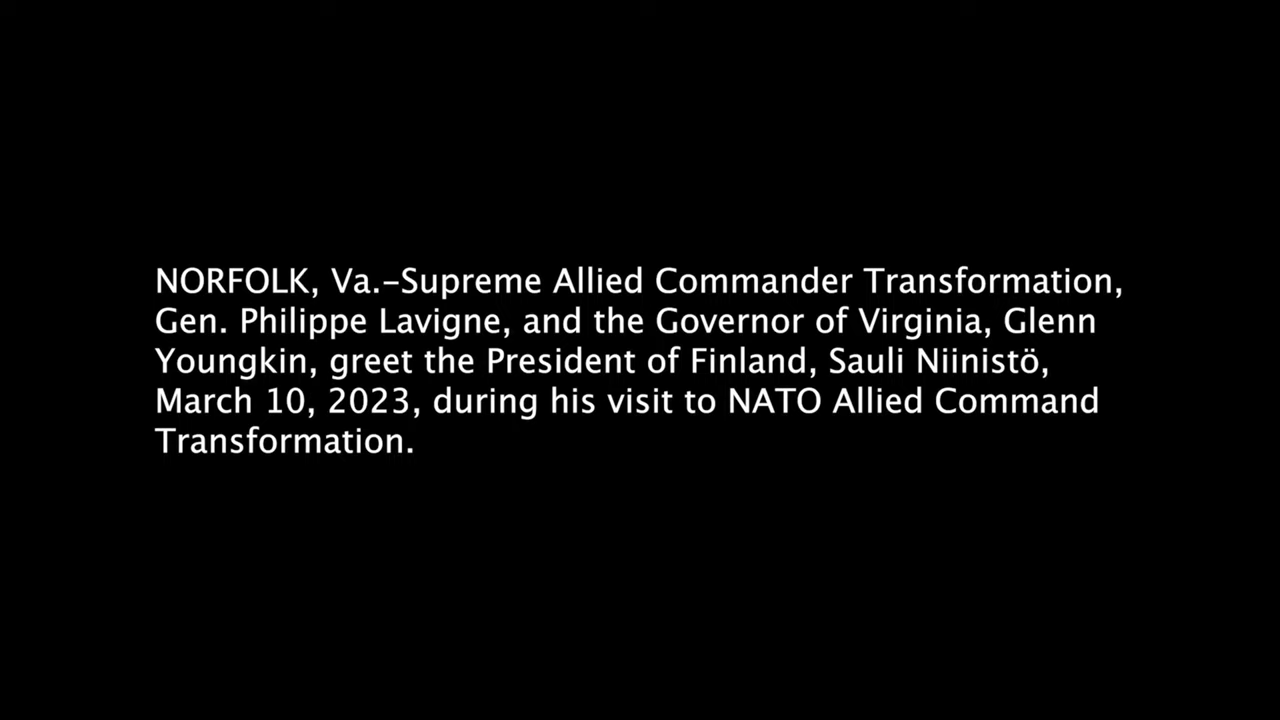 NORFOLK, Va.–Supreme Allied Commander Transformation,
Gen. Philippe Lavigne, and the Governor of Virginia, Glenn
Youngkin, greet the President of Finland, Sauli Niinistö,
March 10, 2023, during his visit to NATO Allied Command
Transformation.